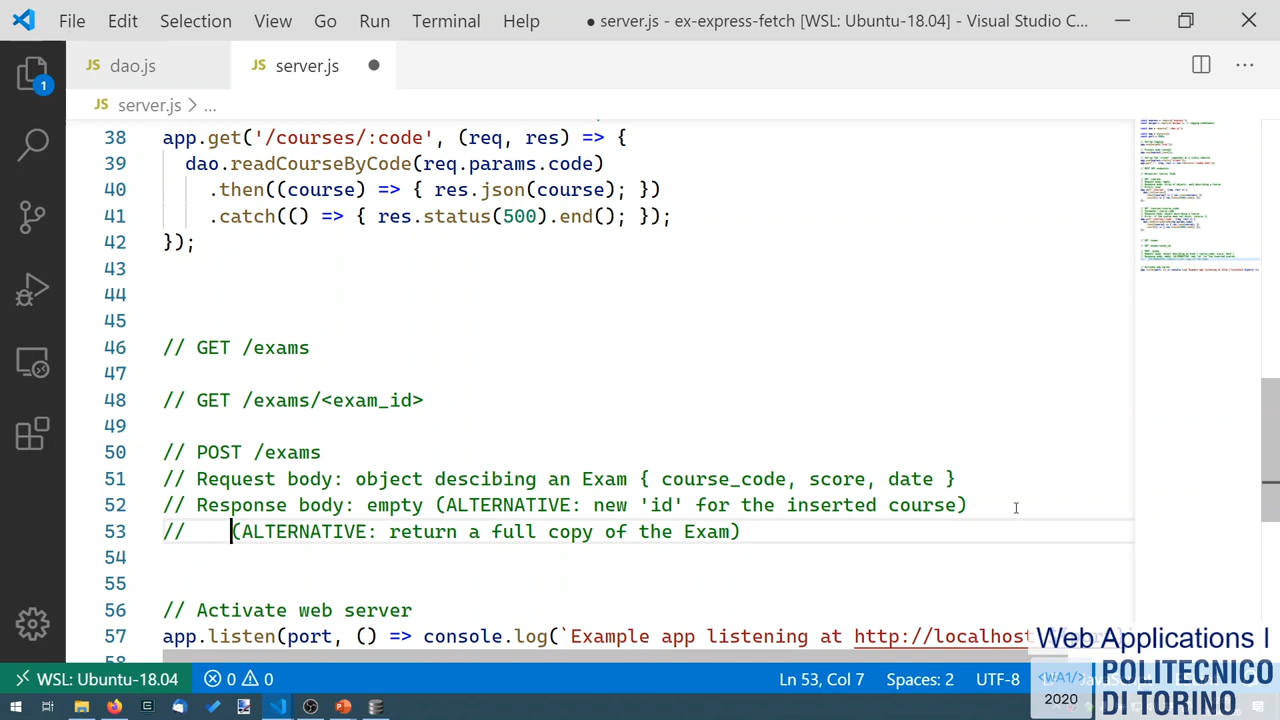 File Edit Selection View Go Run Terminal Help ● server.js - ex-express-fetch [WSL: Ubuntu-18.04] - Visual Studio C...
JS dao.js JS server.js ●
JS server.js > ...
1
38 app.get('/courses/:code', (req, res) => {
39 dao.readCourseByCode(req.params.code)
40 .then((course) => { res.json(course); })
41 .catch(() => { res.status(500).end(); });
42 });
43
44
45
46 // GET /exams
47
48 // GET /exams/<exam_id>
49
50 // POST /exams
51 // Request body: object descibing an Exam { course_code, score, date }
52 // Response body: empty (ALTERNATIVE: new 'id' for the inserted course)
53 // (ALTERNATIVE: return a full copy of the Exam)
54
55
56 // Activate web server
57 app.listen(port, () => console.log(`Example app listening at http://localhost
58
Web Applications I
WSL: Ubuntu-18.04 0 0 Ln 53, Col 7 Spaces: 2 UTF-8
<WA1/>
2020
POLITECNICO
DI TORINO